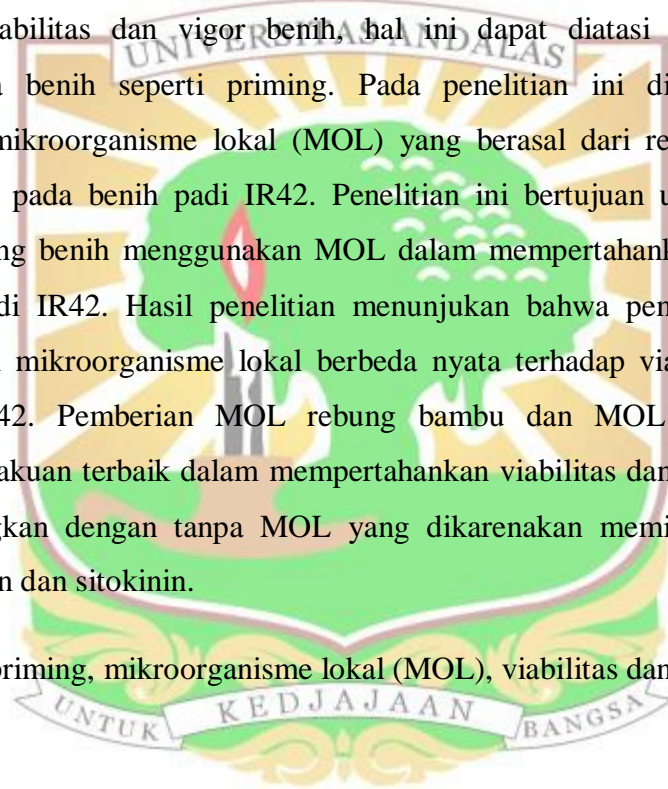 abilitas dan vigor benih, hal ini dapat diatasi
UNIVERSITAS ANDALAS
benih seperti priming. Pada penelitian ini di
mikroorganisme lokal (MOL) yang berasal dari re
pada benih padi IR42. Penelitian ini bertujuan u
ng benih menggunakan MOL dalam mempertahank
di IR42. Hasil penelitian menunjukan bahwa pen
mikroorganisme lokal berbeda nyata terhadap via
42. Pemberian MOL rebung bambu dan MOL
akuan terbaik dalam mempertahankan viabilitas dan
gkan dengan tanpa MOL yang dikarenakan memi
n dan sitokinin.
priming, mikroorganisme lokal (MOL), viabilitas dan
UNTUK KEDJAJAAN BANGSA